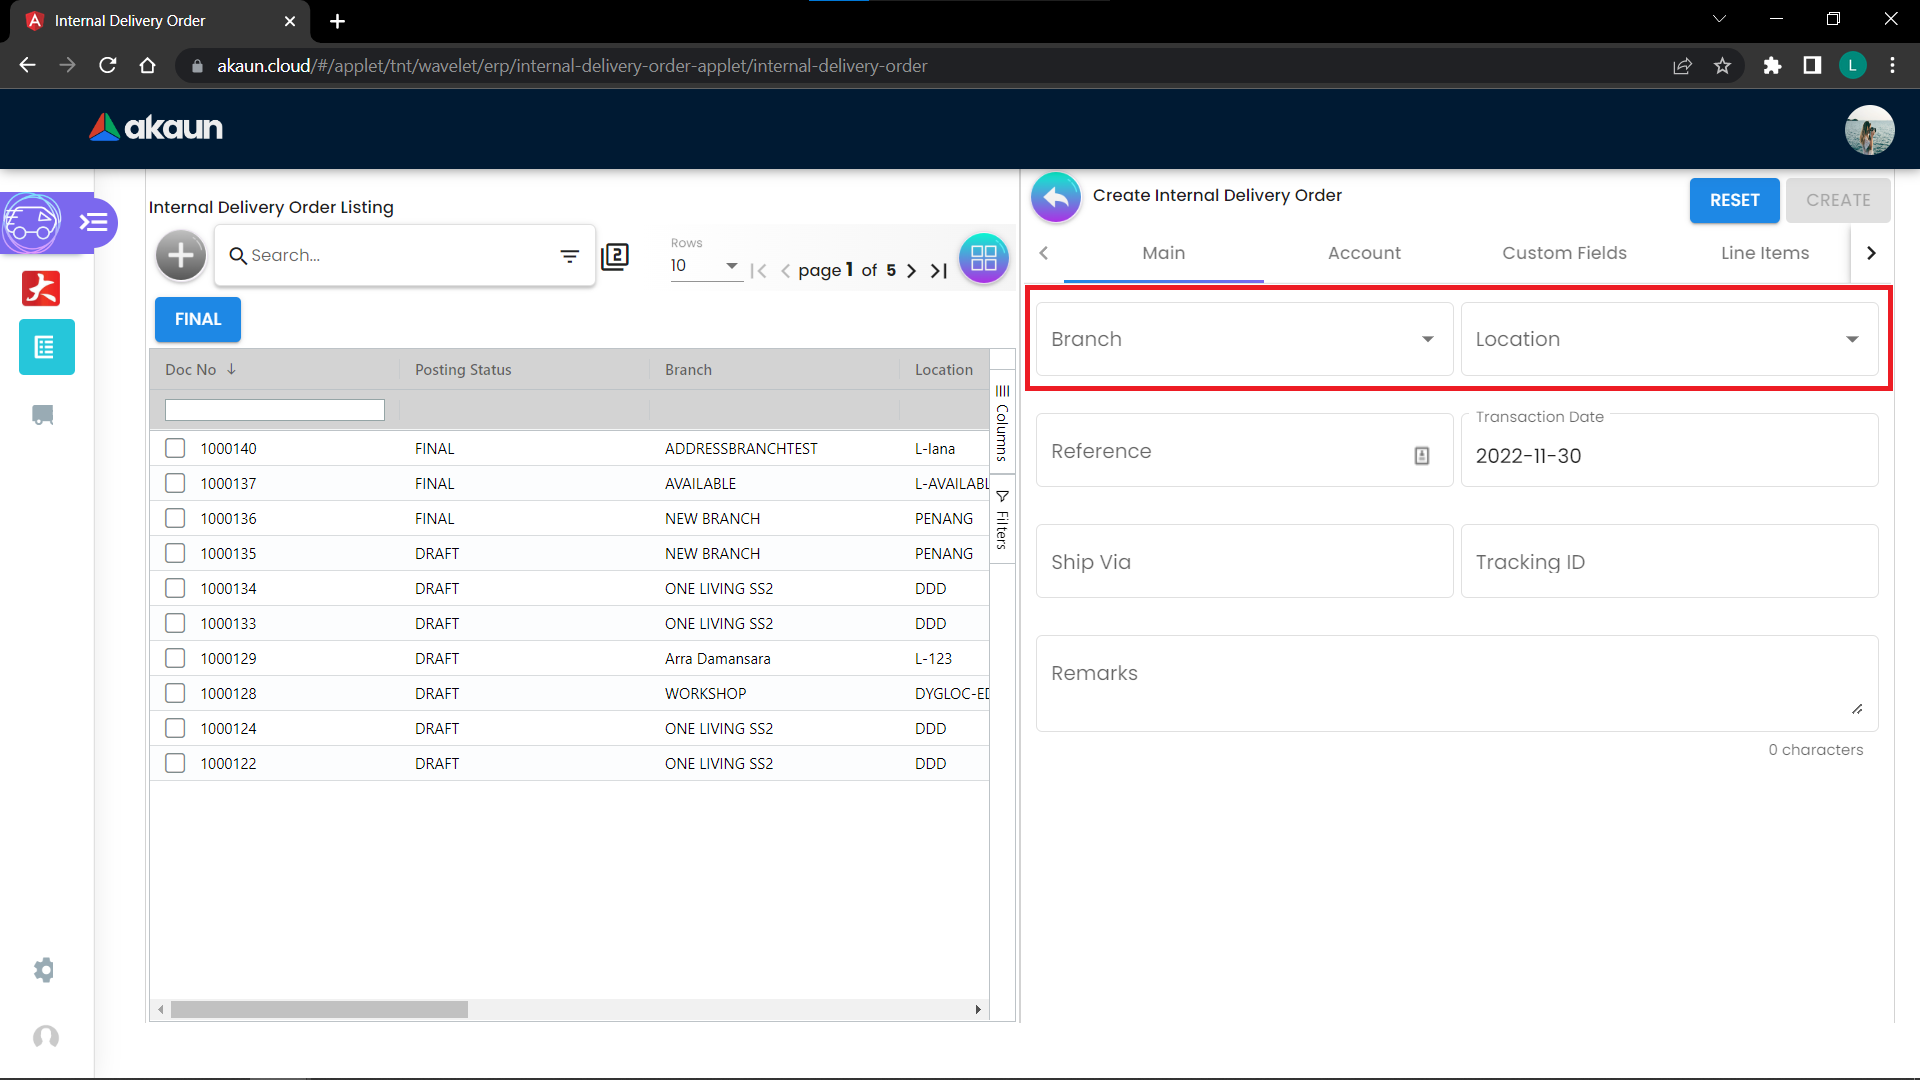 Internal Delivery Order
akaun.cloud/#/applet/tnt/wavelet/erp/internal-delivery-order-applet/internal-delivery-order
L
akaun
Internal Delivery Order Listing
Search...
2
Rows
10
page 1 of 5
FINAL
Doc No Posting Status Branch Location
1000140 FINAL ADDRESSBRANCHTEST L-lana
1000137 FINAL AVAILABLE L-AVAILABL
1000136 FINAL NEW BRANCH PENANG
1000135 DRAFT NEW BRANCH PENANG
1000134 DRAFT ONE LIVING SS2 DDD
1000133 DRAFT ONE LIVING SS2 DDD
1000129 DRAFT Arra Damansara L-123
1000128 DRAFT WORKSHOP DYGLOC-ED
1000124 DRAFT ONE LIVING SS2 DDD
1000122 DRAFT ONE LIVING SS2 DDD
Columns
Filters
Create Internal Delivery Order
RESET
CREATE
Main Account Custom Fields Line Items
Branch
Location
Reference
Transaction Date
2022-11-30
Ship Via
Tracking ID
Remarks
0 characters